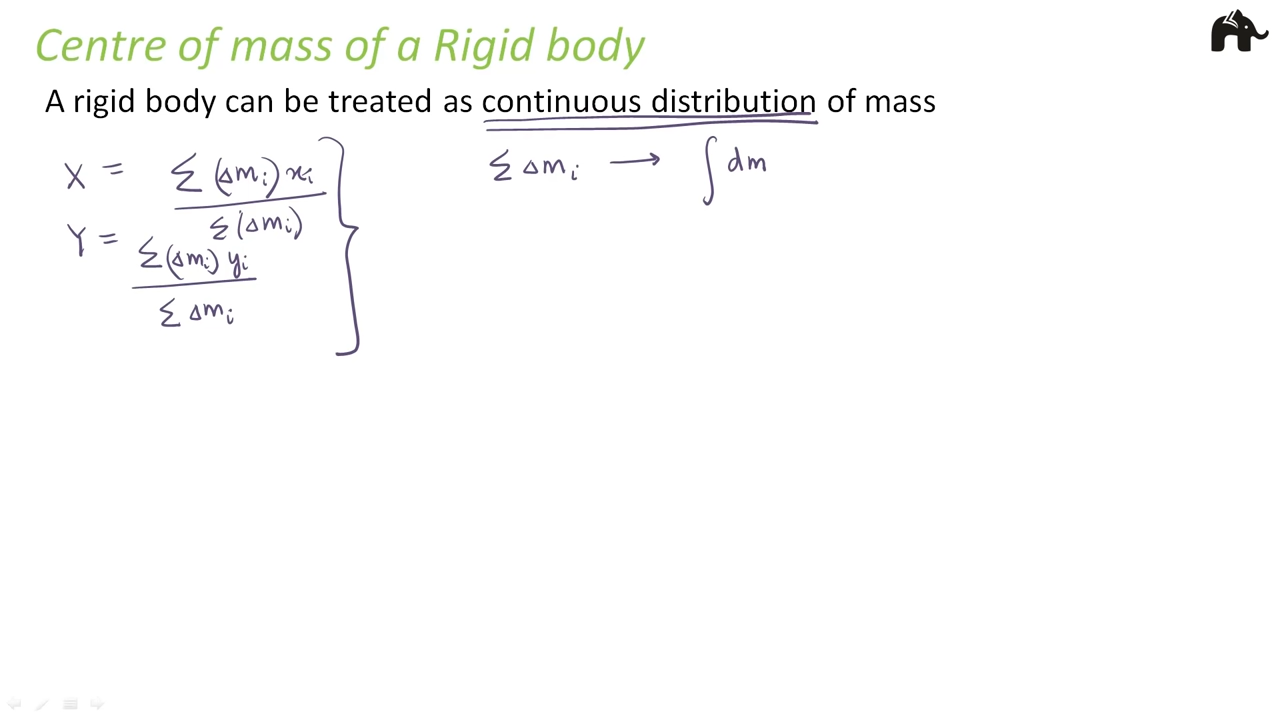 Centre of mass of a Rigid body
A rigid body can be treated as continuous distribution of mass
X = Σ (Δmᵢ) xᵢ / Σ (Δmᵢ)
Y = Σ (Δmᵢ) yᵢ / Σ Δmᵢ
Σ Δmᵢ → ∫ dm